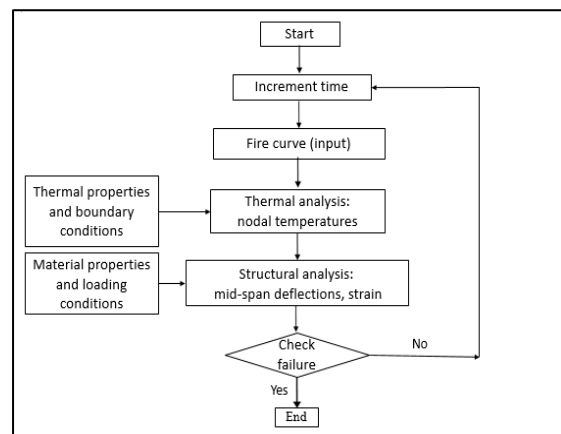 Start
Increment time
Fire curve (input)
Thermal properties
and boundary
conditions
Thermal analysis:
nodal temperatures
Material properties
and loading
conditions
Structural analysis:
mid-span deflections, strain
Check
failure
No
Yes
End